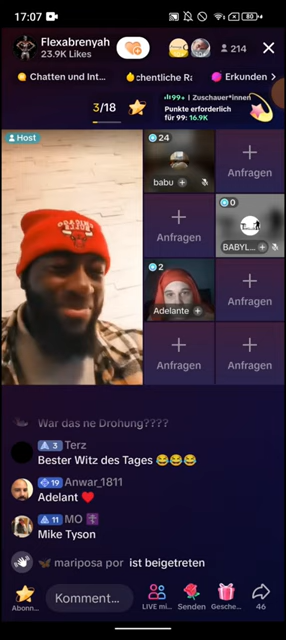 17:07
80
Flexabrenyah
23.9K Likes
214
Chatten und Int...
chentliche Ra
Erkunden
3/18
99+ | Zuschauer*innen
Punkte erforderlich
für 99: 16.9K
Host
24
babu
Anfragen
Anfragen
0
BABYL...
2
Adelante
Anfragen
Anfragen
Anfragen
War das ne Drohung????
3 Terz
Bester Witz des Tages 😂😂😂
19 Anwar_1811
Adelant ❤️
11 MO
Mike Tyson
mariposa por ist beigetreten
Abonn...
Komment...
LIVE mi...
Senden
Gesche...
46